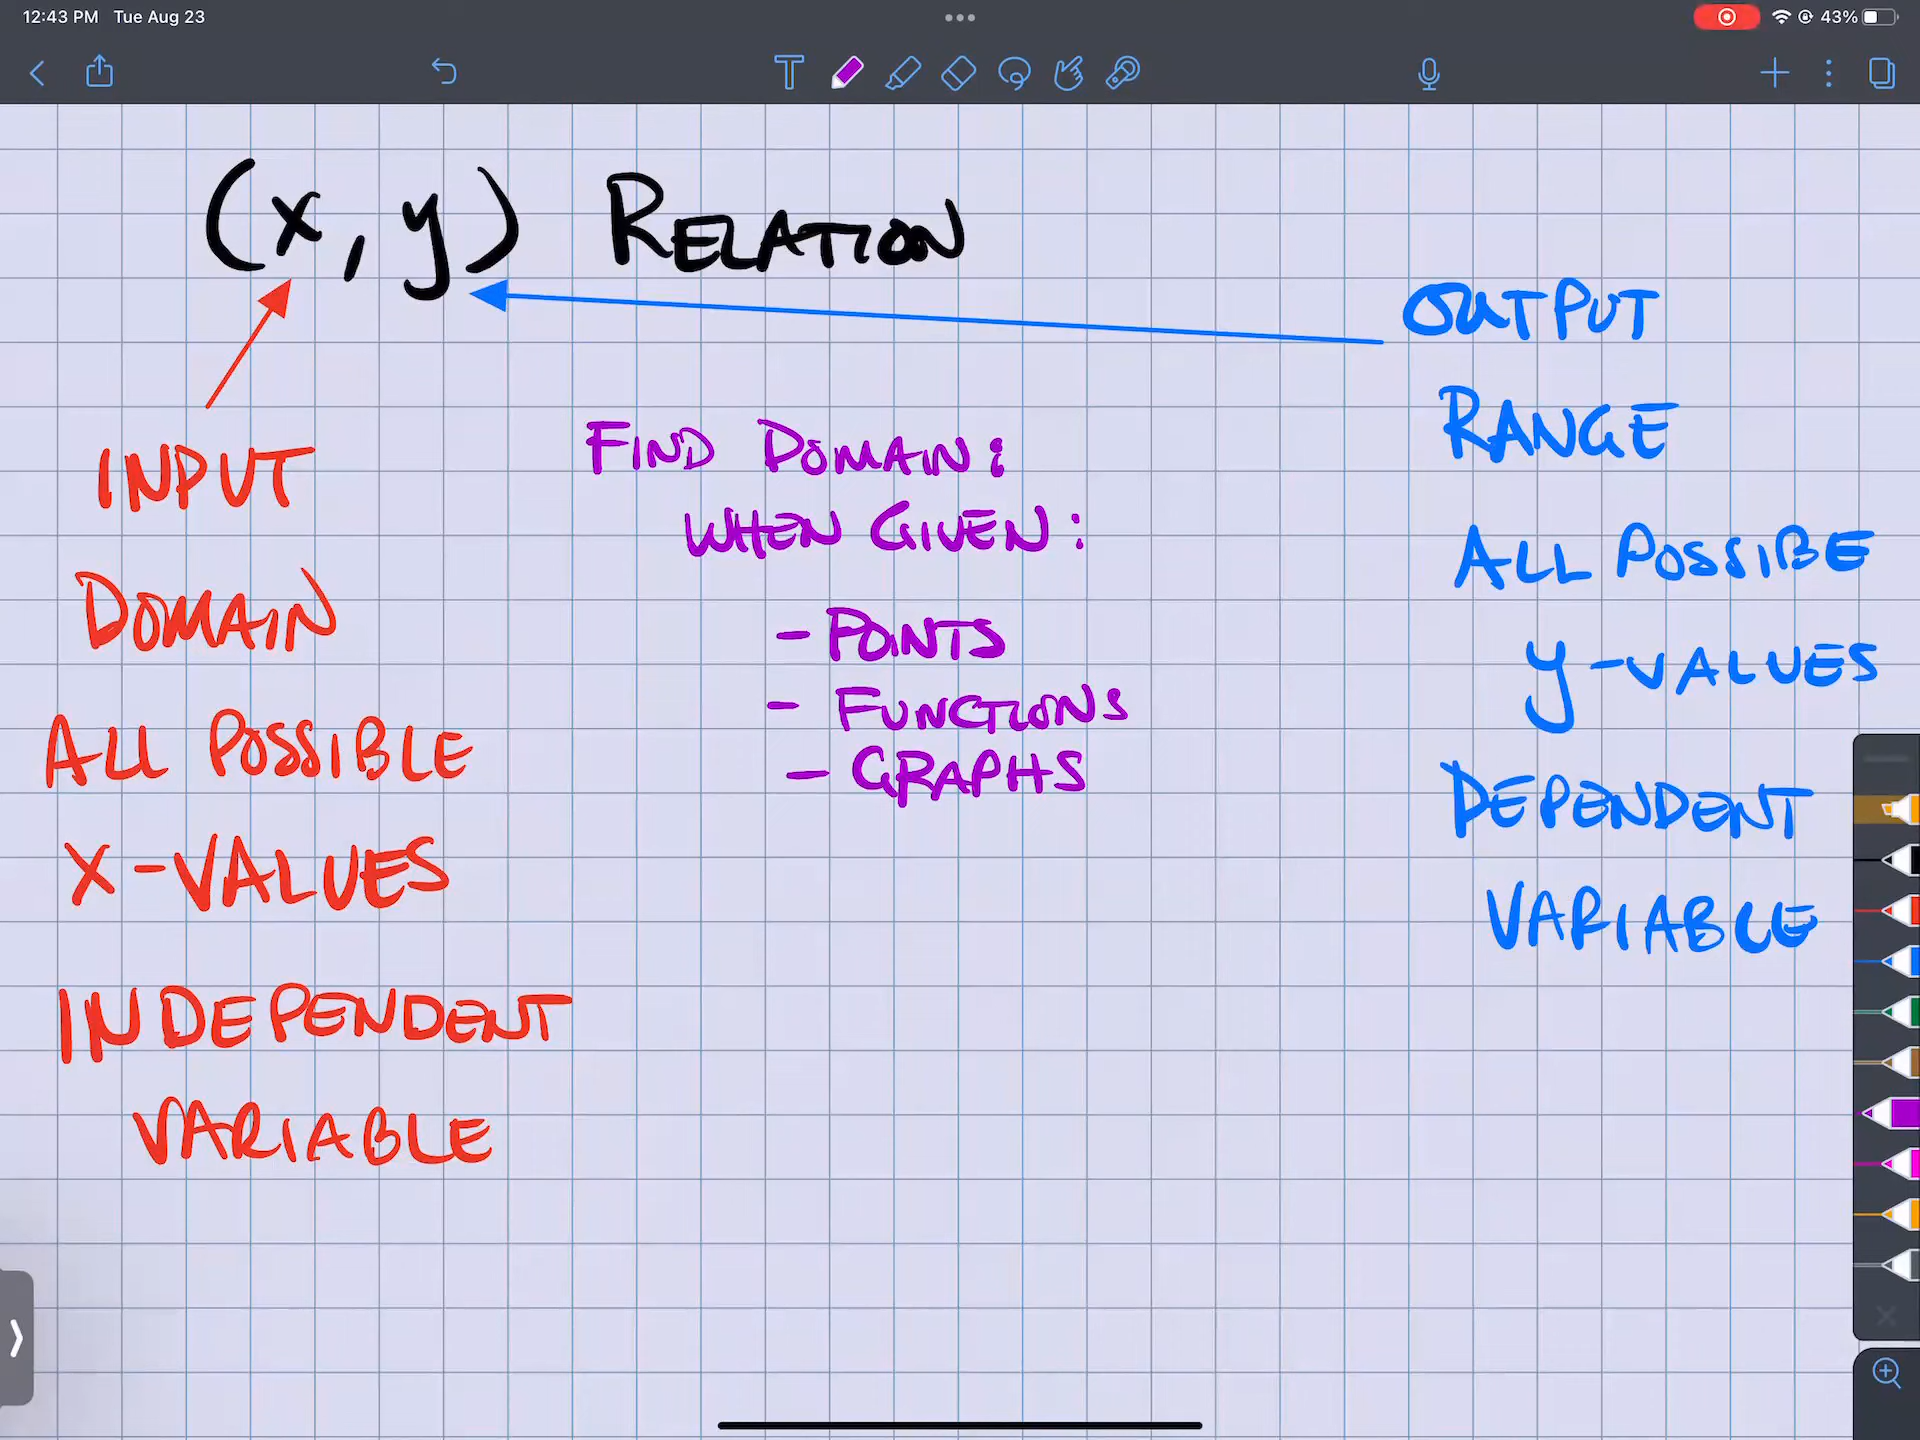 12:43 PM Tue Aug 23
43%
(x, y) RELATION
OUTPUT
RANGE
ALL POSSIBE
y-VALUES
DEPENDENT
VARIABLE
INPUT
DOMAIN
ALL POSSIBLE
X-VALUES
INDEPENDENT
VARIABLE
FIND DOMAIN:
WHEN GIVEN:
- POINTS
- FUNCTIONS
- GRAPHS